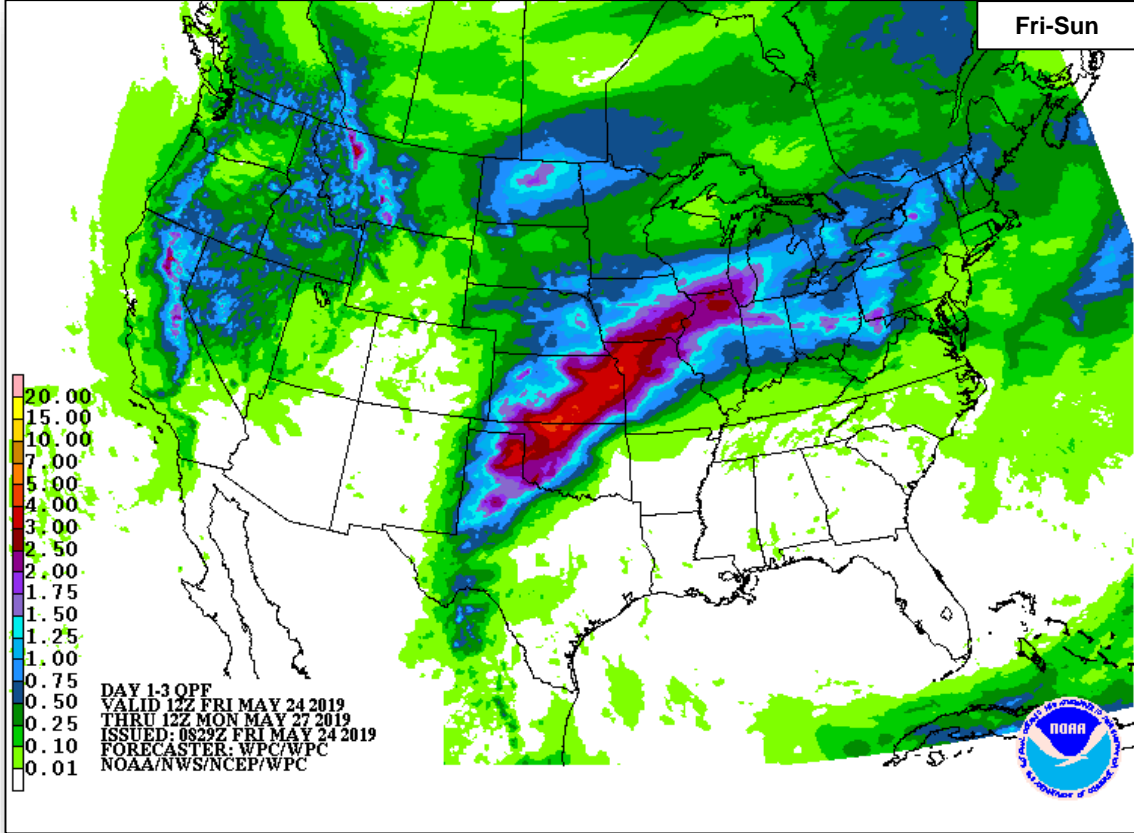 Fri-Sun
20.00
15.00
10.00
7.00
5.00
4.00
3.00
2.50
2.00
1.75
1.50
1.25
1.00
0.75
0.50
0.25
0.10
0.01
DAY 1-3 QPF
VALID 12Z FRI MAY 24 2019
THRU 12Z MON MAY 27 2019
ISSUED: 0829Z FRI MAY 24 2019
FORECASTER: WPC/WPC
NOAA/NWS/NCEP/WPC
NOAA